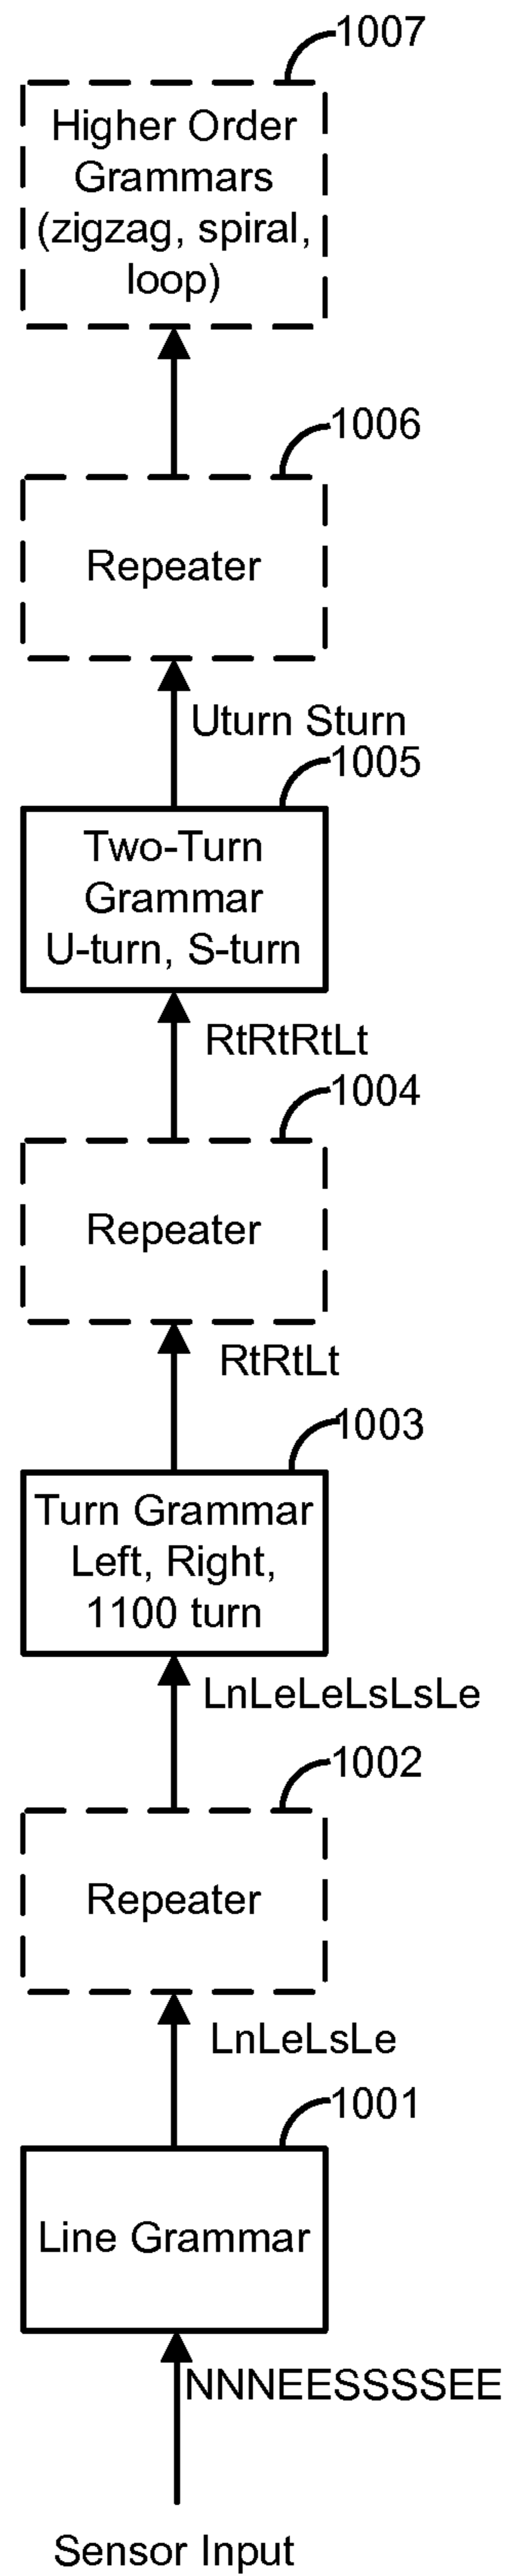 1007
Higher Order
Grammars
(zigzag, spiral,
loop)
1006
Repeater
Uturn Sturn
1005
Two-Turn
Grammar
U-turn, S-turn
RtRtRtLt
1004
Repeater
RtRtLt
1003
Turn Grammar
Left, Right,
1100 turn
LnLeLeLsLsLe
1002
Repeater
LnLeLsLe
1001
Line Grammar
NNNEESSSSEE
Sensor Input